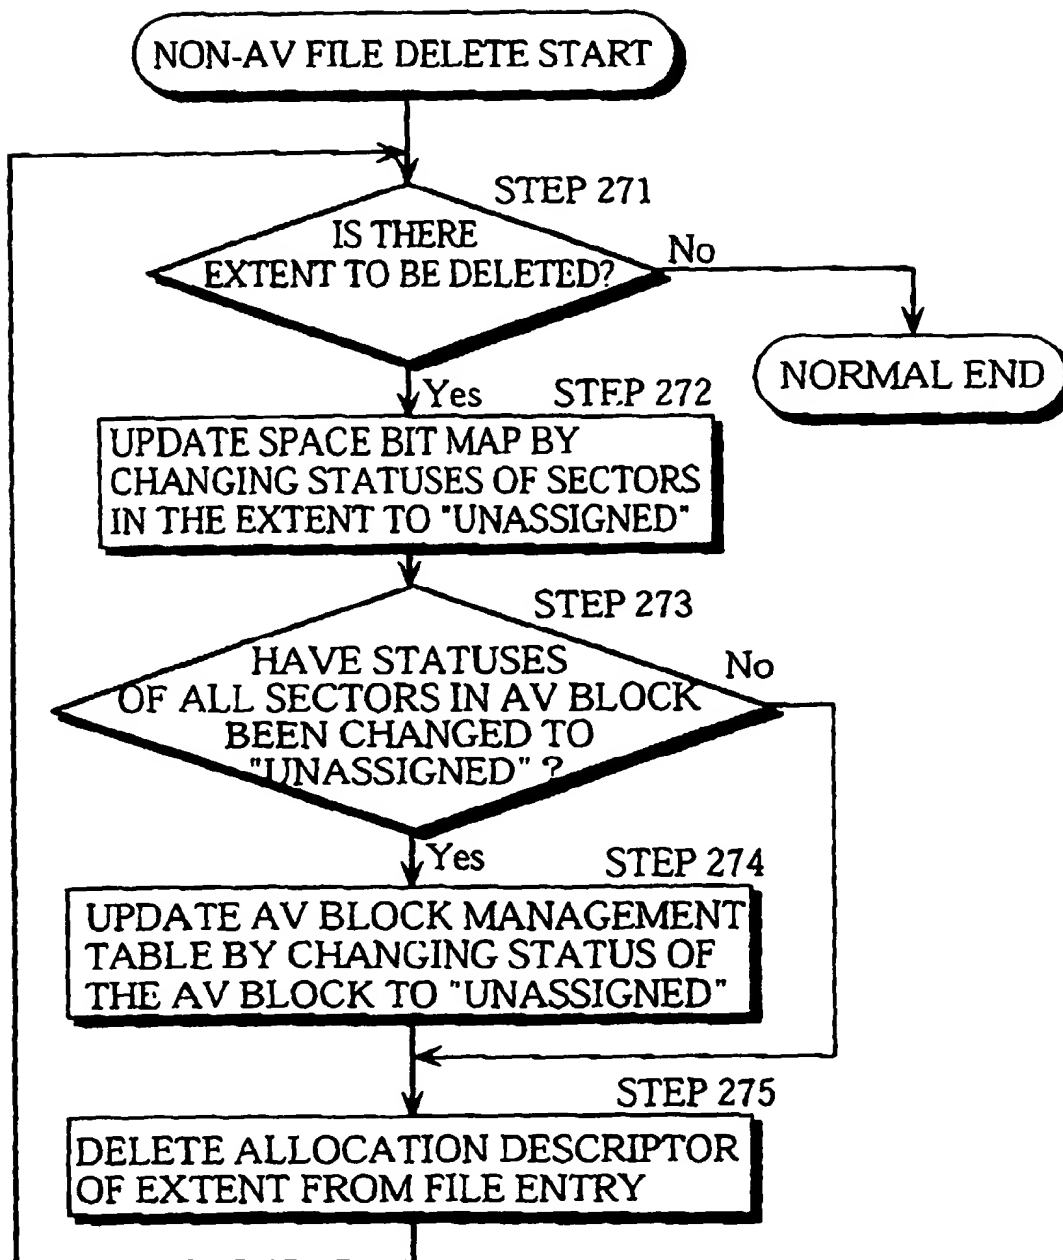 NON-AV FILE DELETE START
STEP 271
IS THERE
EXTENT TO BE DELETED?
No
NORMAL END
Yes
STEP 272
UPDATE SPACE BIT MAP BY
CHANGING STATUSES OF SECTORS
IN THE EXTENT TO "UNASSIGNED"
STEP 273
HAVE STATUSES
OF ALL SECTORS IN AV BLOCK
BEEN CHANGED TO
"UNASSIGNED" ?
No
Yes
STEP 274
UPDATE AV BLOCK MANAGEMENT
TABLE BY CHANGING STATUS OF
THE AV BLOCK TO "UNASSIGNED"
STEP 275
DELETE ALLOCATION DESCRIPTOR
OF EXTENT FROM FILE ENTRY